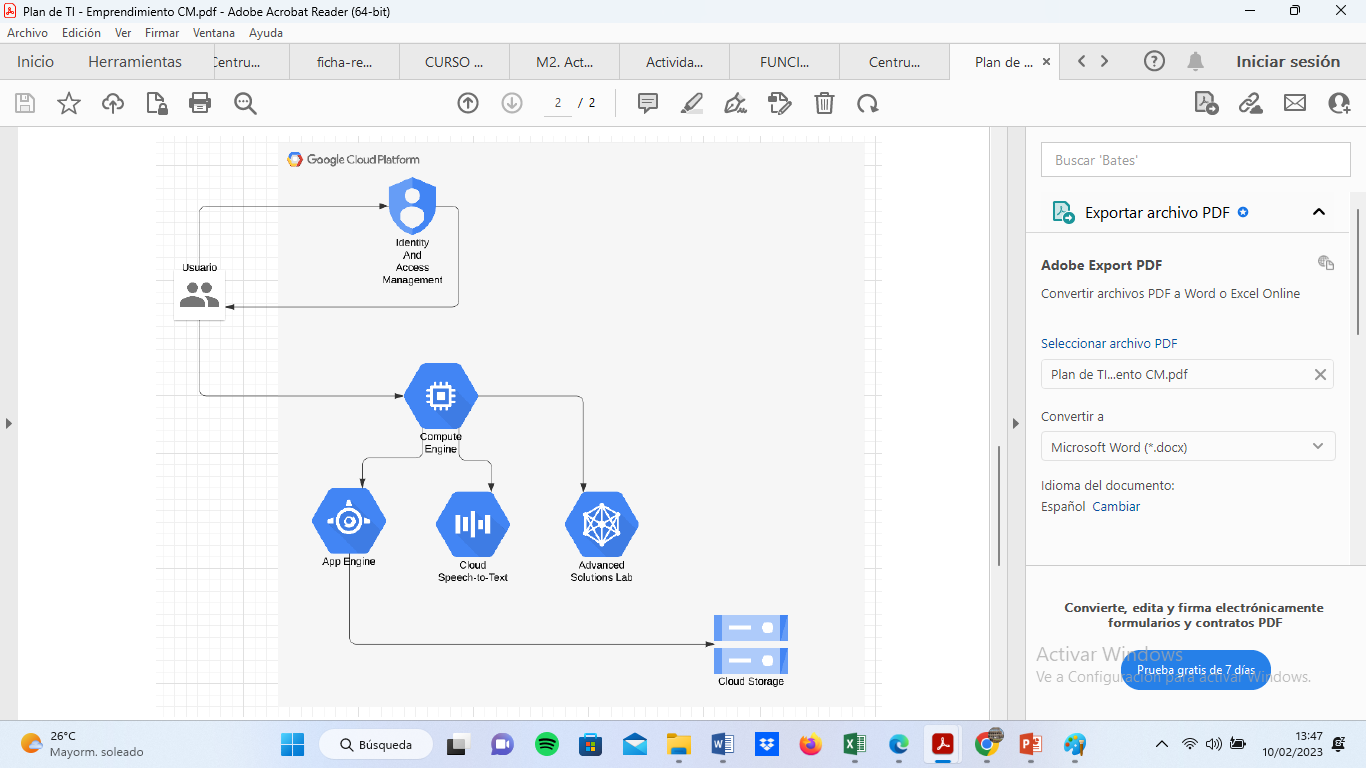 Plan de TI - Emprendimiento CM.pdf - Adobe Acrobat Reader (64-bit)
Archivo Edición Ver Firmar Ventana Ayuda
Inicio Herramientas Centru... ficha-re... CURSO ... M2. Act... Activida... FUNCI... Centru... Plan de ... Iniciar sesión
2 / 2
Google Cloud Platform
Identity
And
Access
Management
Usuario
Compute
Engine
App Engine
Cloud
Speech-to-Text
Advanced
Solutions Lab
Cloud Storage
Buscar 'Bates'
Exportar archivo PDF
Adobe Export PDF
Convertir archivos PDF a Word o Excel Online
Seleccionar archivo PDF
Plan de TI...ento CM.pdf
Convertir a
Microsoft Word (*.docx)
Idioma del documento:
Español Cambiar
Convierte, edita y firma electrónicamente
formularios y contratos PDF
Activar Windows
Prueba gratis de 7 días
Ve a Configuración para activar Windows.
26°C
Mayorm. soleado
Búsqueda
13:47
10/02/2023